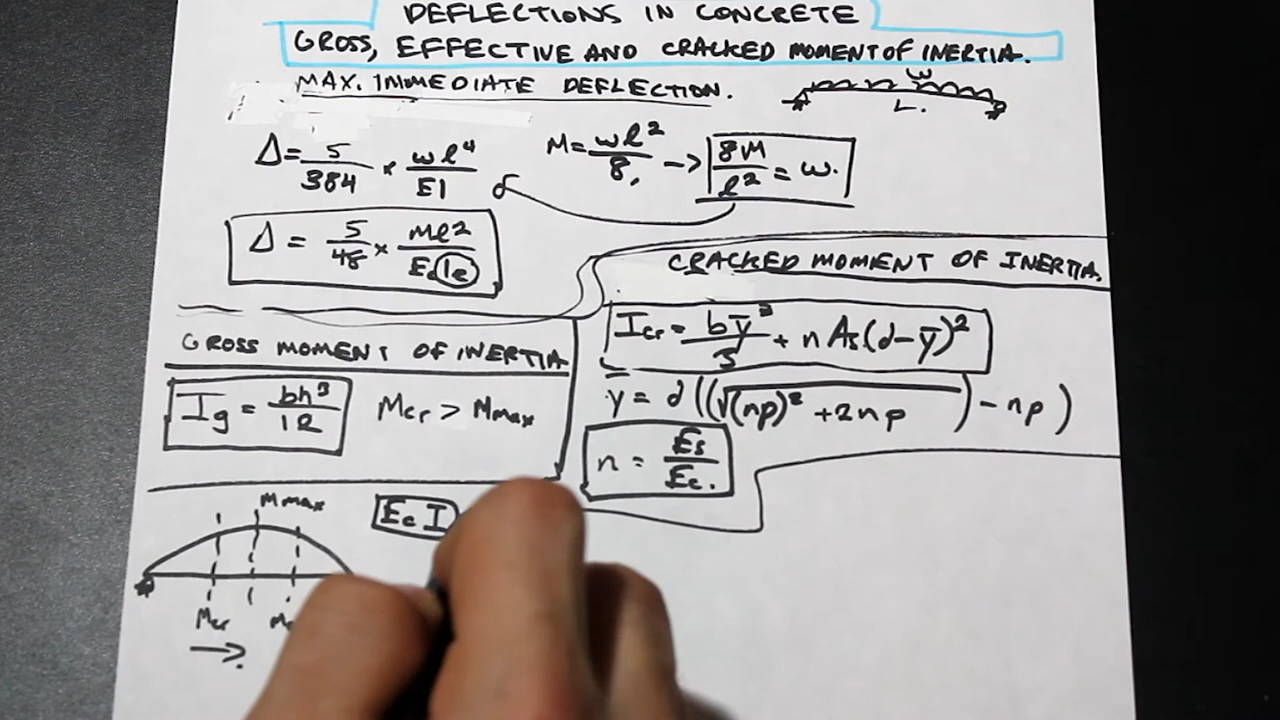 DEFLECTIONS IN CONCRETE
GROSS, EFFECTIVE AND CRACKED MOMENT OF INERTIA.
MAX. IMMEDIATE DEFLECTION.
w
L.
Δ = 5/384 × wl⁴/EI
M = wl²/8. → 8M/l² = w.
Δ = 5/48 × Ml²/EcIe
CRACKED MOMENT OF INERTIA.
Icr = bȳ³/3 + nAs(d-ȳ)²
ȳ = d((√(np)² + 2np) - np)
n = Es/Ec.
GROSS MOMENT OF INERTIA
Ig = bh³/12
Mcr > Mmax
Mmax
EcI
Mcr